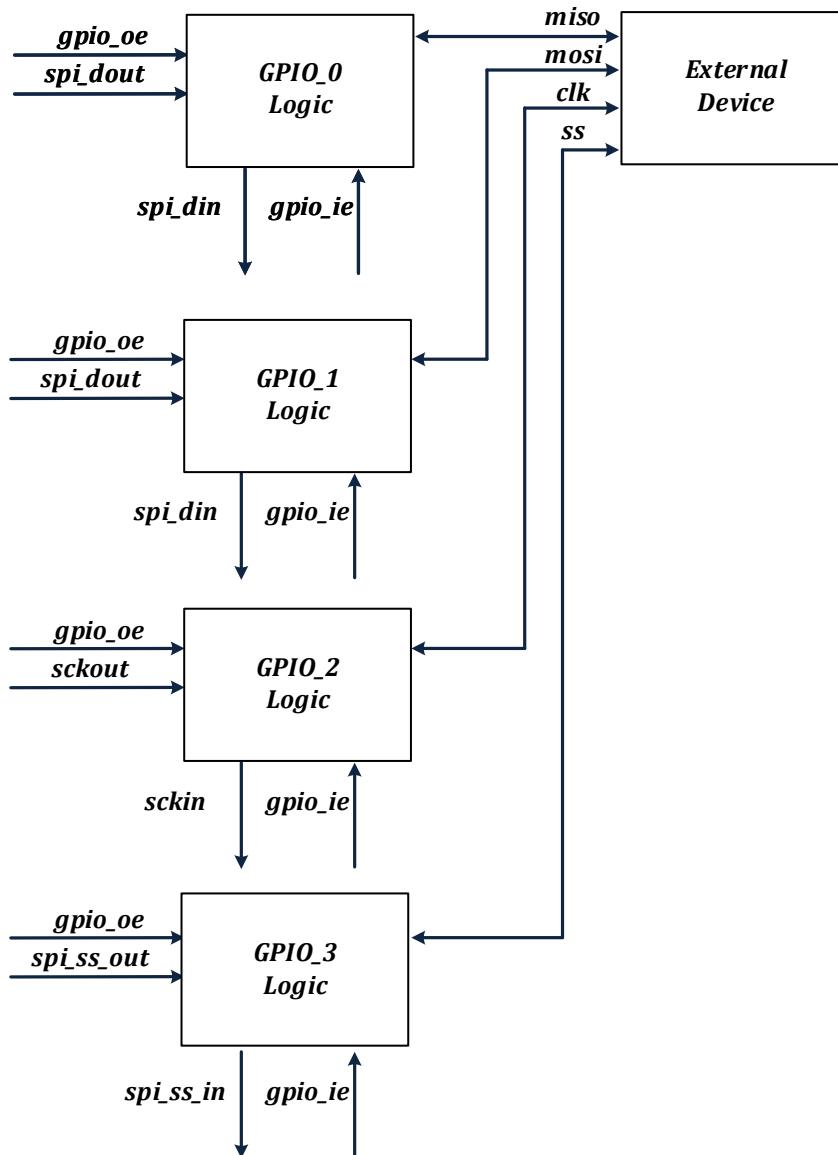 gpio_oe
spi_dout
GPIO_0
Logic
miso
mosi
clk
ss
External
Device
spi_din
gpio_ie
gpio_oe
spi_dout
GPIO_1
Logic
spi_din
gpio_ie
gpio_oe
sckout
GPIO_2
Logic
sckin
gpio_ie
gpio_oe
spi_ss_out
GPIO_3
Logic
spi_ss_in
gpio_ie